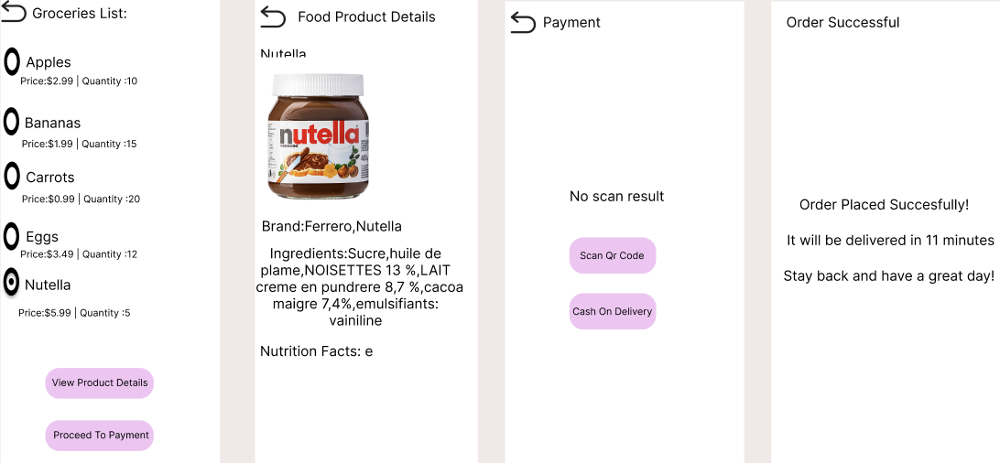 Groceries List:
Apples
Price:$2.99 | Quantity :10
Bananas
Price:$1.99 | Quantity :15
Carrots
Price:$0.99 | Quantity :20
Eggs
Price:$3.49 | Quantity :12
Nutella
Price:$5.99 | Quantity :5
View Product Details
Proceed To Payment
Food Product Details
Nutella
nutella
FERRERO
Brand:Ferrero,Nutella
Ingredients:Sucre,huile de
plame,NOISETTES 13 %,LAIT
creme en pundrere 8,7 %,cacoa
maigre 7,4%,emulsifiants:
vainiline
Nutrition Facts: e
Payment
No scan result
Scan Qr Code
Cash On Delivery
Order Successful
Order Placed Succesfully!
It will be delivered in 11 minutes
Stay back and have a great day!